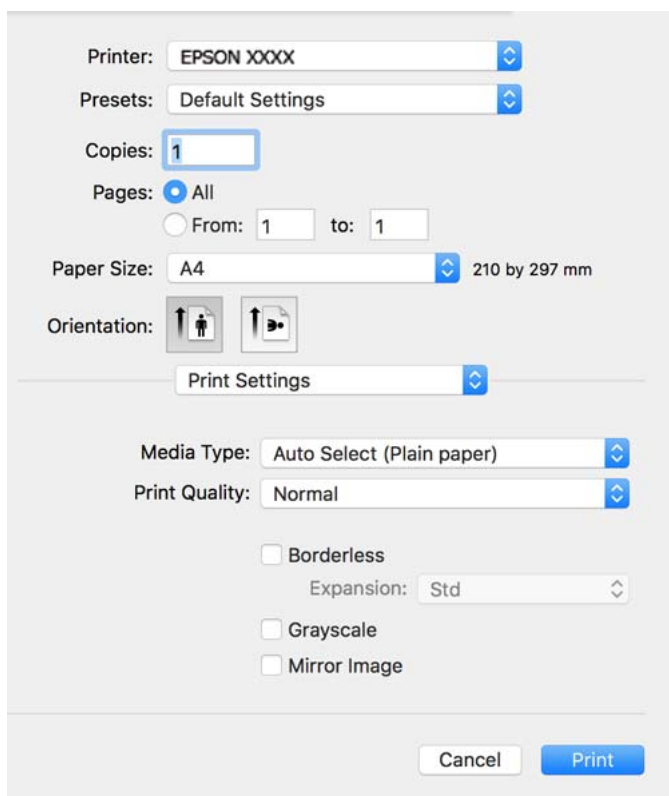 Printer: EPSON XXXX
Presets: Default Settings
Copies: 1
Pages: All
From: 1 to: 1
Paper Size: A4 210 by 297 mm
Orientation:
Print Settings
Media Type: Auto Select (Plain paper)
Print Quality: Normal
Borderless
Expansion: Std
Grayscale
Mirror Image
Cancel Print